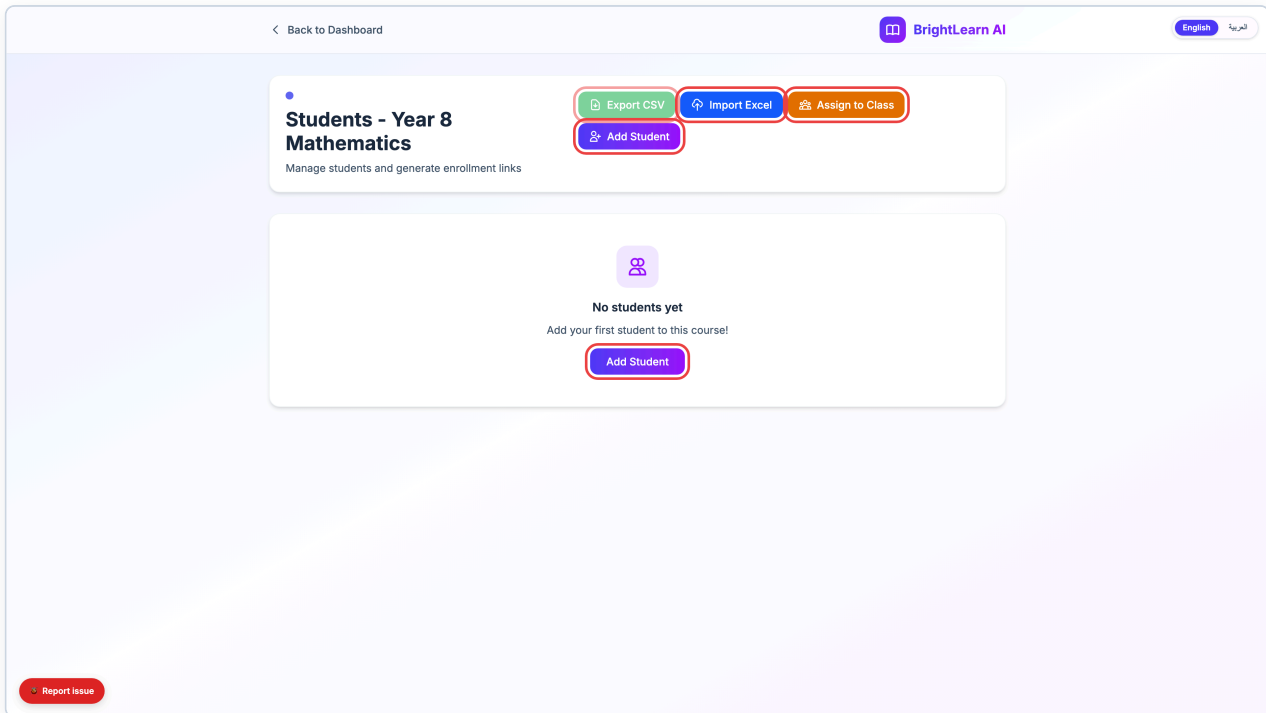 Back to Dashboard
BrightLearn AI
English
العربية
Students - Year 8
Mathematics
Manage students and generate enrollment links
Export CSV
Import Excel
Assign to Class
Add Student
No students yet
Add your first student to this course!
Add Student
Report issue